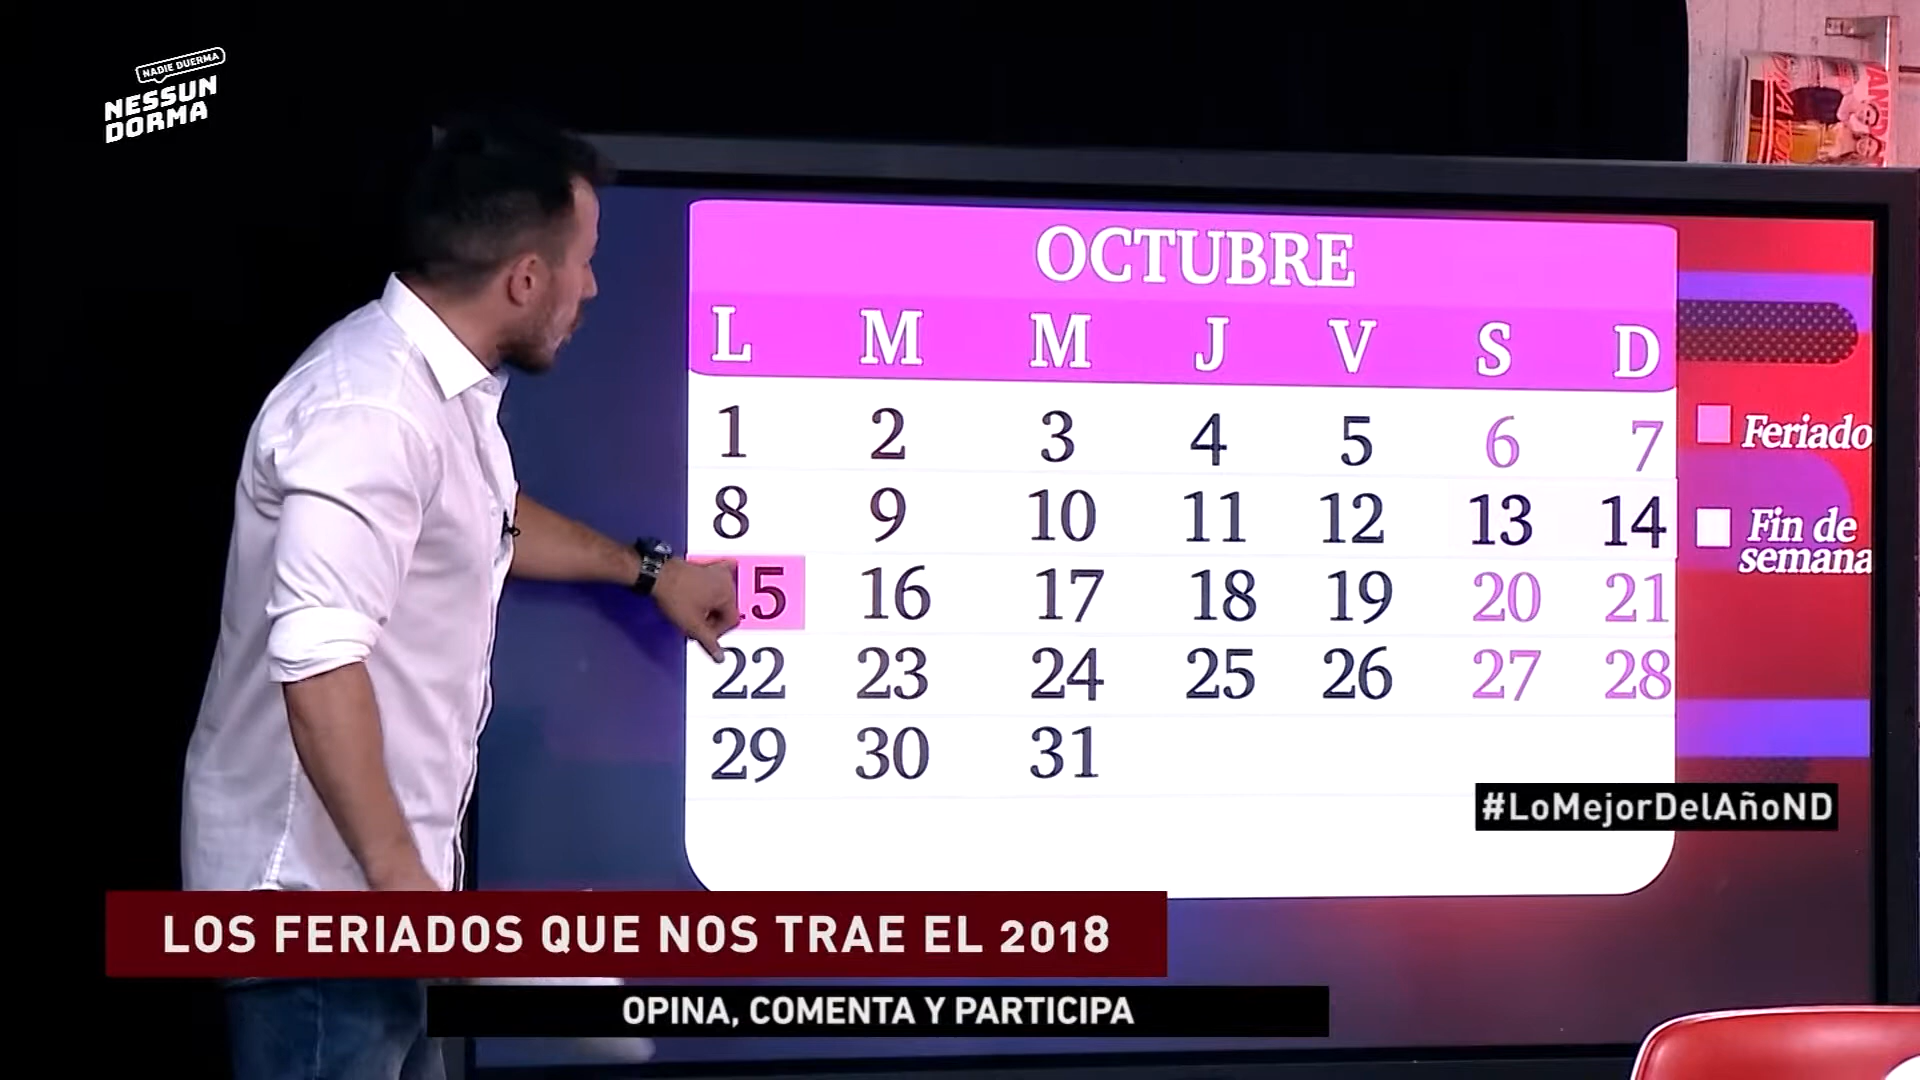 NADIE DUERMA
NESSUN
DORMA
OCTUBRE
L M M J V S D
1 2 3 4 5 6 7
8 9 10 11 12 13 14
15 16 17 18 19 20 21
22 23 24 25 26 27 28
29 30 31
Feriado
Fin de
semana
#LoMejorDelAñoND
LOS FERIADOS QUE NOS TRAE EL 2018
OPINA, COMENTA Y PARTICIPA